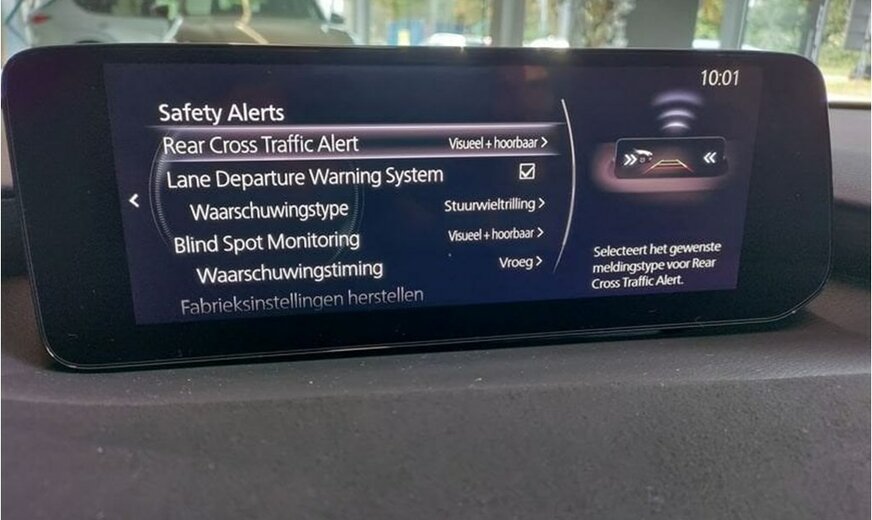 10:01
Safety Alerts
Rear Cross Traffic Alert Visueel + hoorbaar >
Lane Departure Warning System
Waarschuwingstype Stuurwieltrilling >
Blind Spot Monitoring Visueel + hoorbaar >
Waarschuwingstiming Vroeg >
Fabrieksinstellingen herstellen
Selecteert het gewenste
meldingstype voor Rear
Cross Traffic Alert.